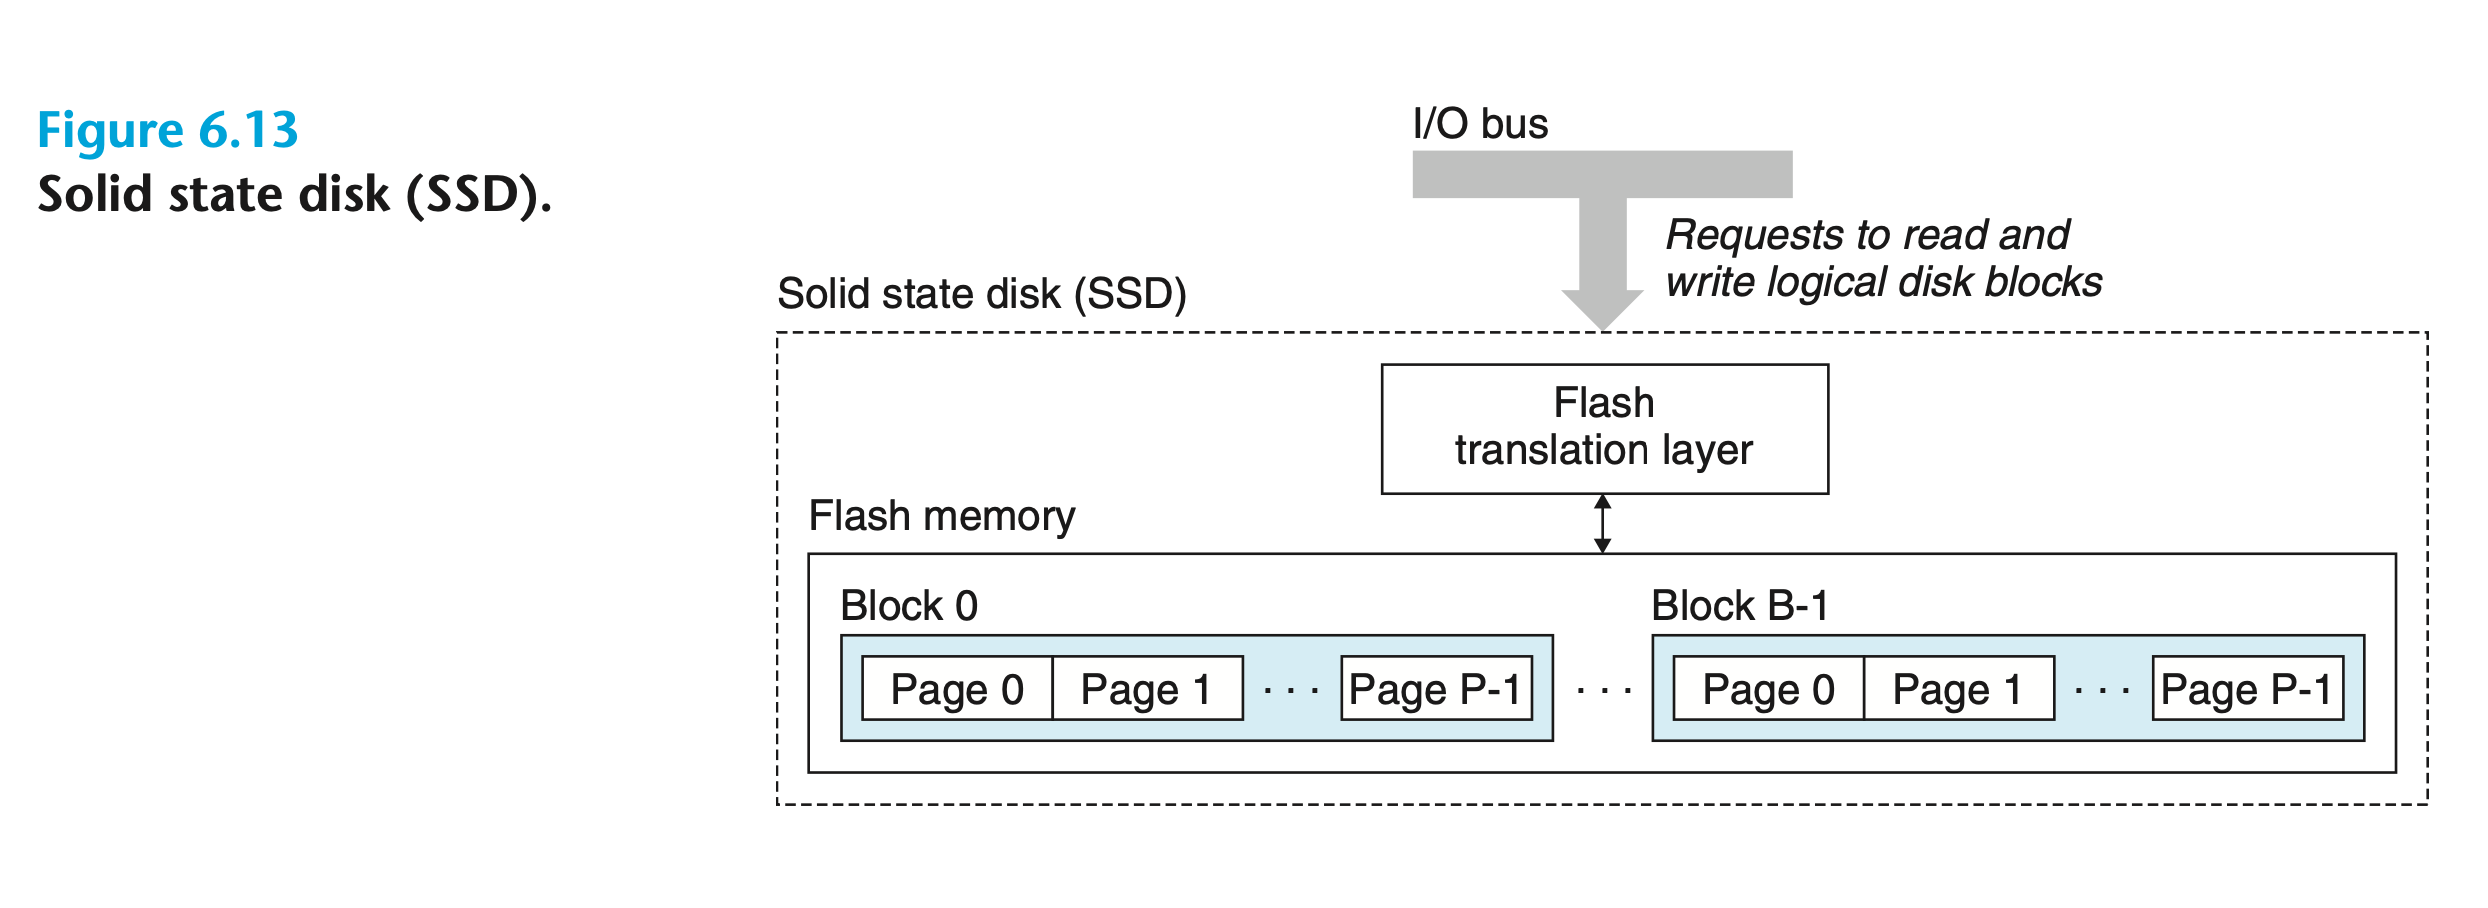 Figure 6.13
Solid state disk (SSD).
I/O bus
Requests to read and
write logical disk blocks
Solid state disk (SSD)
Flash
translation layer
Flash memory
Block 0
Block B-1
Page 0 Page 1 · · · Page P-1 · · · Page 0 Page 1 · · · Page P-1